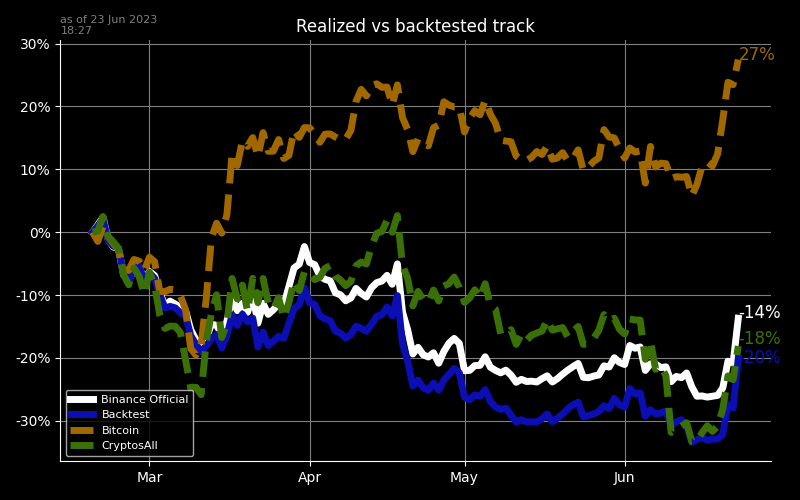 as of 23 Jun 2023
18:27
Realized vs backtested track
30%
20%
10%
0%
-10%
-20%
-30%
27%
-14%
-18%
-20%
Binance Official
Backtest
Bitcoin
CryptosAll
Mar
Apr
May
Jun